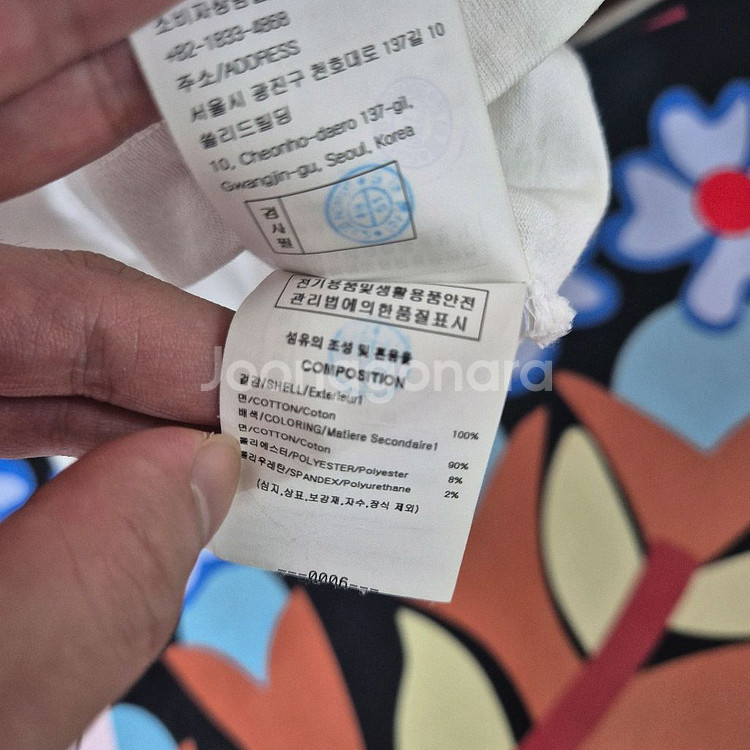 소비자상담실
+82-1833-4868
주소/ADDRESS
서울시 광진구 천호대로 137길 10
쏠리드빌딩
10, Cheonho-daero 137-gil,
Gwangjin-gu, Seoul, Korea
검사필
전기용품및생활용품안전
관리법에의한품질표시
섬유의 조성 및 혼용율
COMPOSITION
겉감/SHELL/Exterieur1
면/COTTON/Coton 100%
배색/COLORING/Matiere Secondaire1
면/COTTON/Coton 90%
폴리에스터/POLYESTER/Polyester 8%
폴리우레탄/SPANDEX/Polyurethane 2%
(심지,상표,보강재,자수,장식 제외)
---0006---
Joonggonara